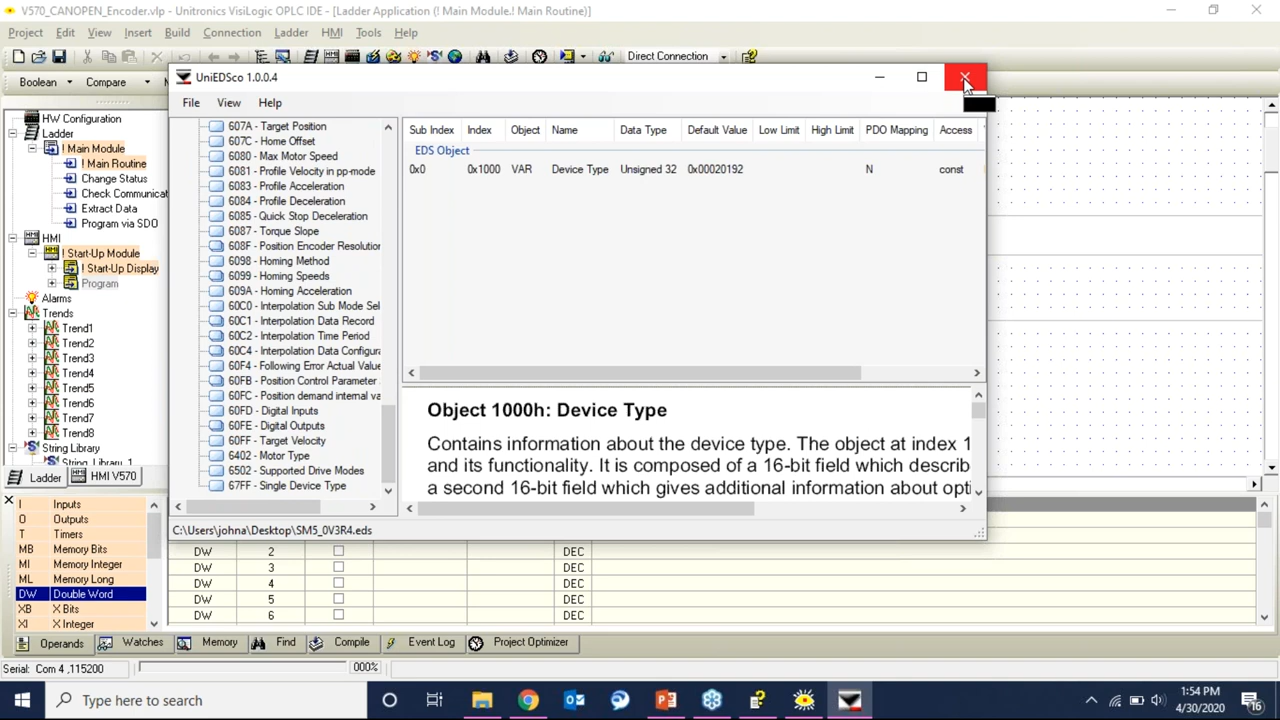 V570_CANOPEN_Encoder.vlp - Unitronics VisiLogic OPLC IDE - [Ladder Application (! Main Module.! Main Routine)]
Project Edit View Insert Build Connection Ladder HMI Tools Help
Direct Connection
Boolean Compare
HW Configuration
Ladder
! Main Module
! Main Routine
Change Status
Check Communicat
Extract Data
Program via SDO
HMI
! Start-Up Module
! Start-Up Display
Program
Alarms
Trends
Trend1
Trend2
Trend3
Trend4
Trend5
Trend6
Trend7
Trend8
String Library
String Library 1
Ladder HMI V570
UniEDSco 1.0.0.4
File View Help
607A - Target Position
607C - Home Offset
6080 - Max Motor Speed
6081 - Profile Velocity in pp-mode
6083 - Profile Acceleration
6084 - Profile Deceleration
6085 - Quick Stop Deceleration
6087 - Torque Slope
608F - Position Encoder Resolution
6098 - Homing Method
6099 - Homing Speeds
609A - Homing Acceleration
60C0 - Interpolation Sub Mode Sel
60C1 - Interpolation Data Record
60C2 - Interpolation Time Period
60C4 - Interpolation Data Configura
60F4 - Following Error Actual Value
60FB - Position Control Parameter
60FC - Position demand internal va
60FD - Digital Inputs
60FE - Digital Outputs
60FF - Target Velocity
6402 - Motor Type
6502 - Supported Drive Modes
67FF - Single Device Type
Sub Index Index Object Name Data Type Default Value Low Limit High Limit PDO Mapping Access
EDS Object
0x0 0x1000 VAR Device Type Unsigned 32 0x00020192 N const
Object 1000h: Device Type
Contains information about the device type. The object at index 1
and its functionality. It is composed of a 16-bit field which describ
a second 16-bit field which gives additional information about opti
C:\Users\johna\Desktop\SM5_0V3R4.eds
I Inputs
O Outputs
T Timers
MB Memory Bits
MI Memory Integer
ML Memory Long
DW Double Word
XB X Bits
XI X Integer
DW 2 DEC
DW 3 DEC
DW 4 DEC
DW 5 DEC
DW 6 DEC
Operands Watches Memory Find Compile Event Log Project Optimizer
Serial: Com 4 ,115200 000%
Type here to search
1:54 PM
4/30/2020
16